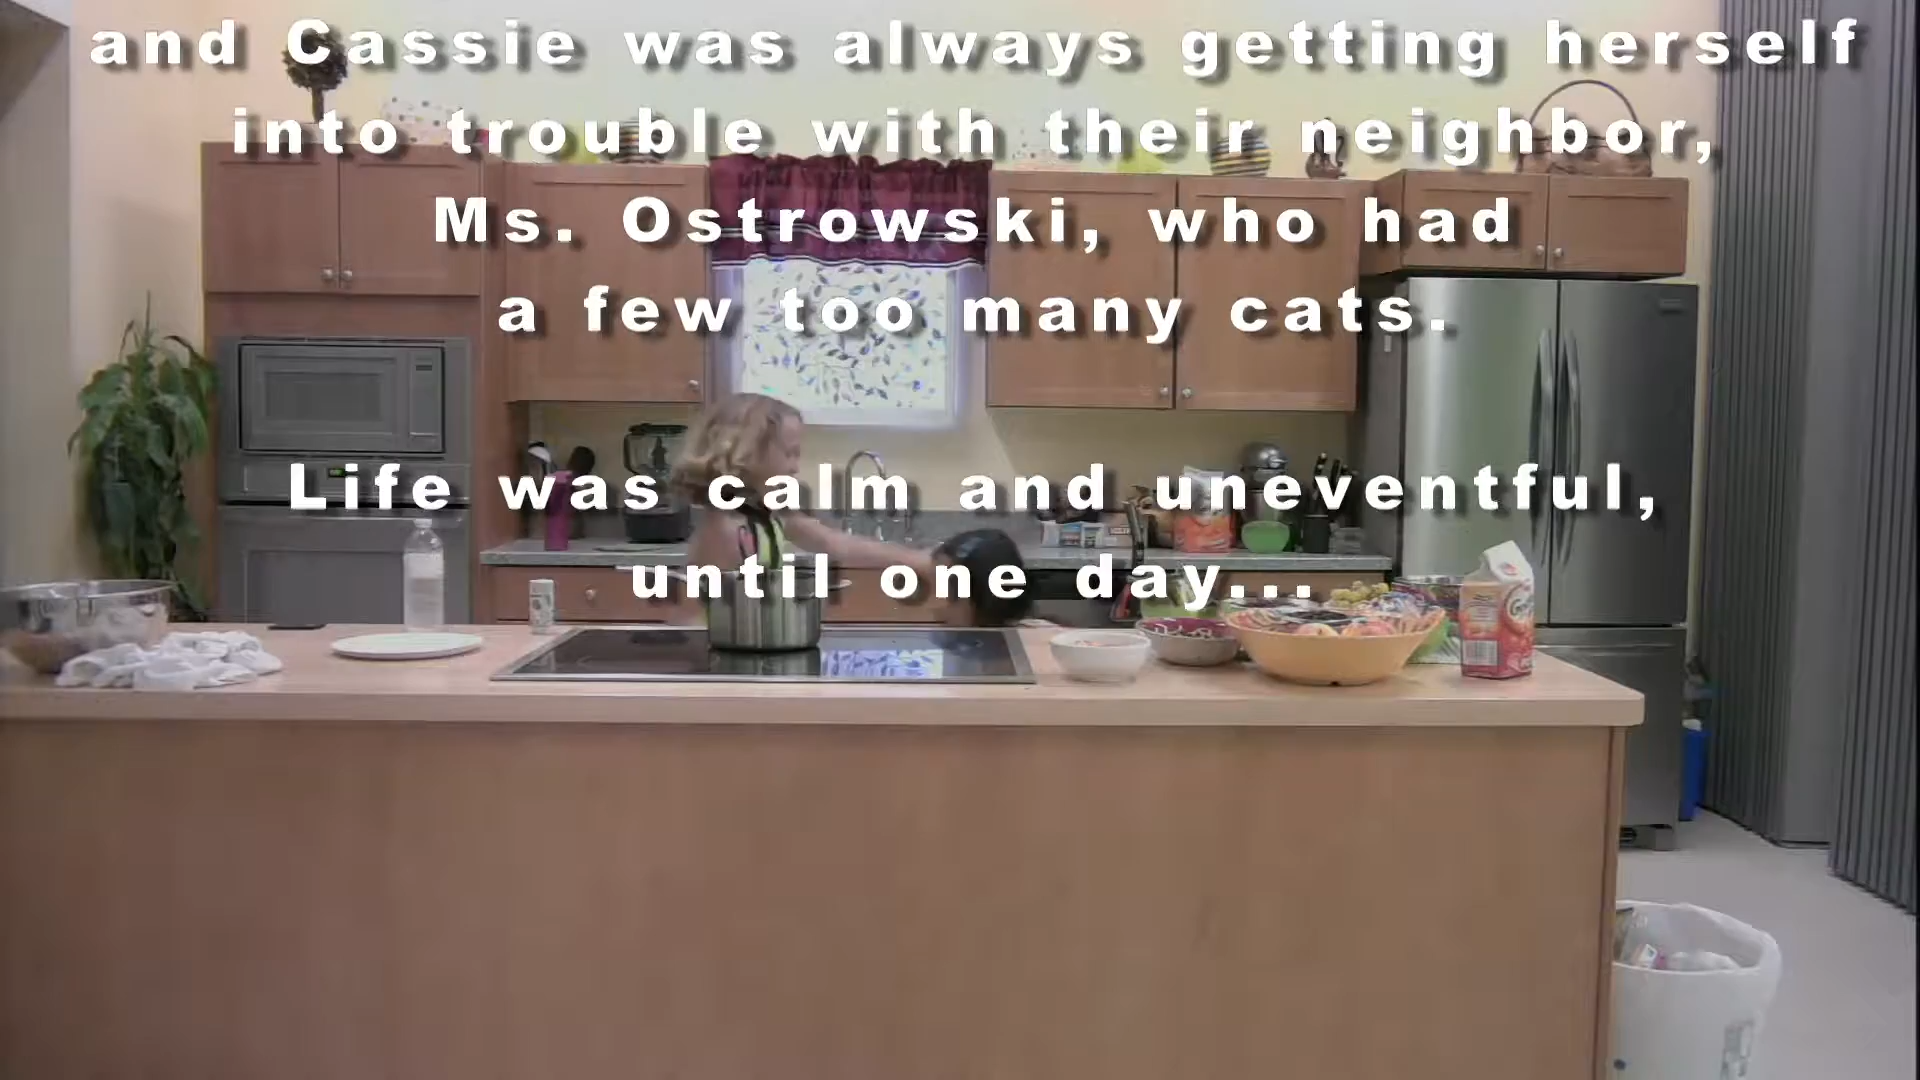 and Cassie was always getting herself
into trouble with their neighbor,
Ms. Ostrowski, who had
a few too many cats.
Life was calm and uneventful,
until one day...